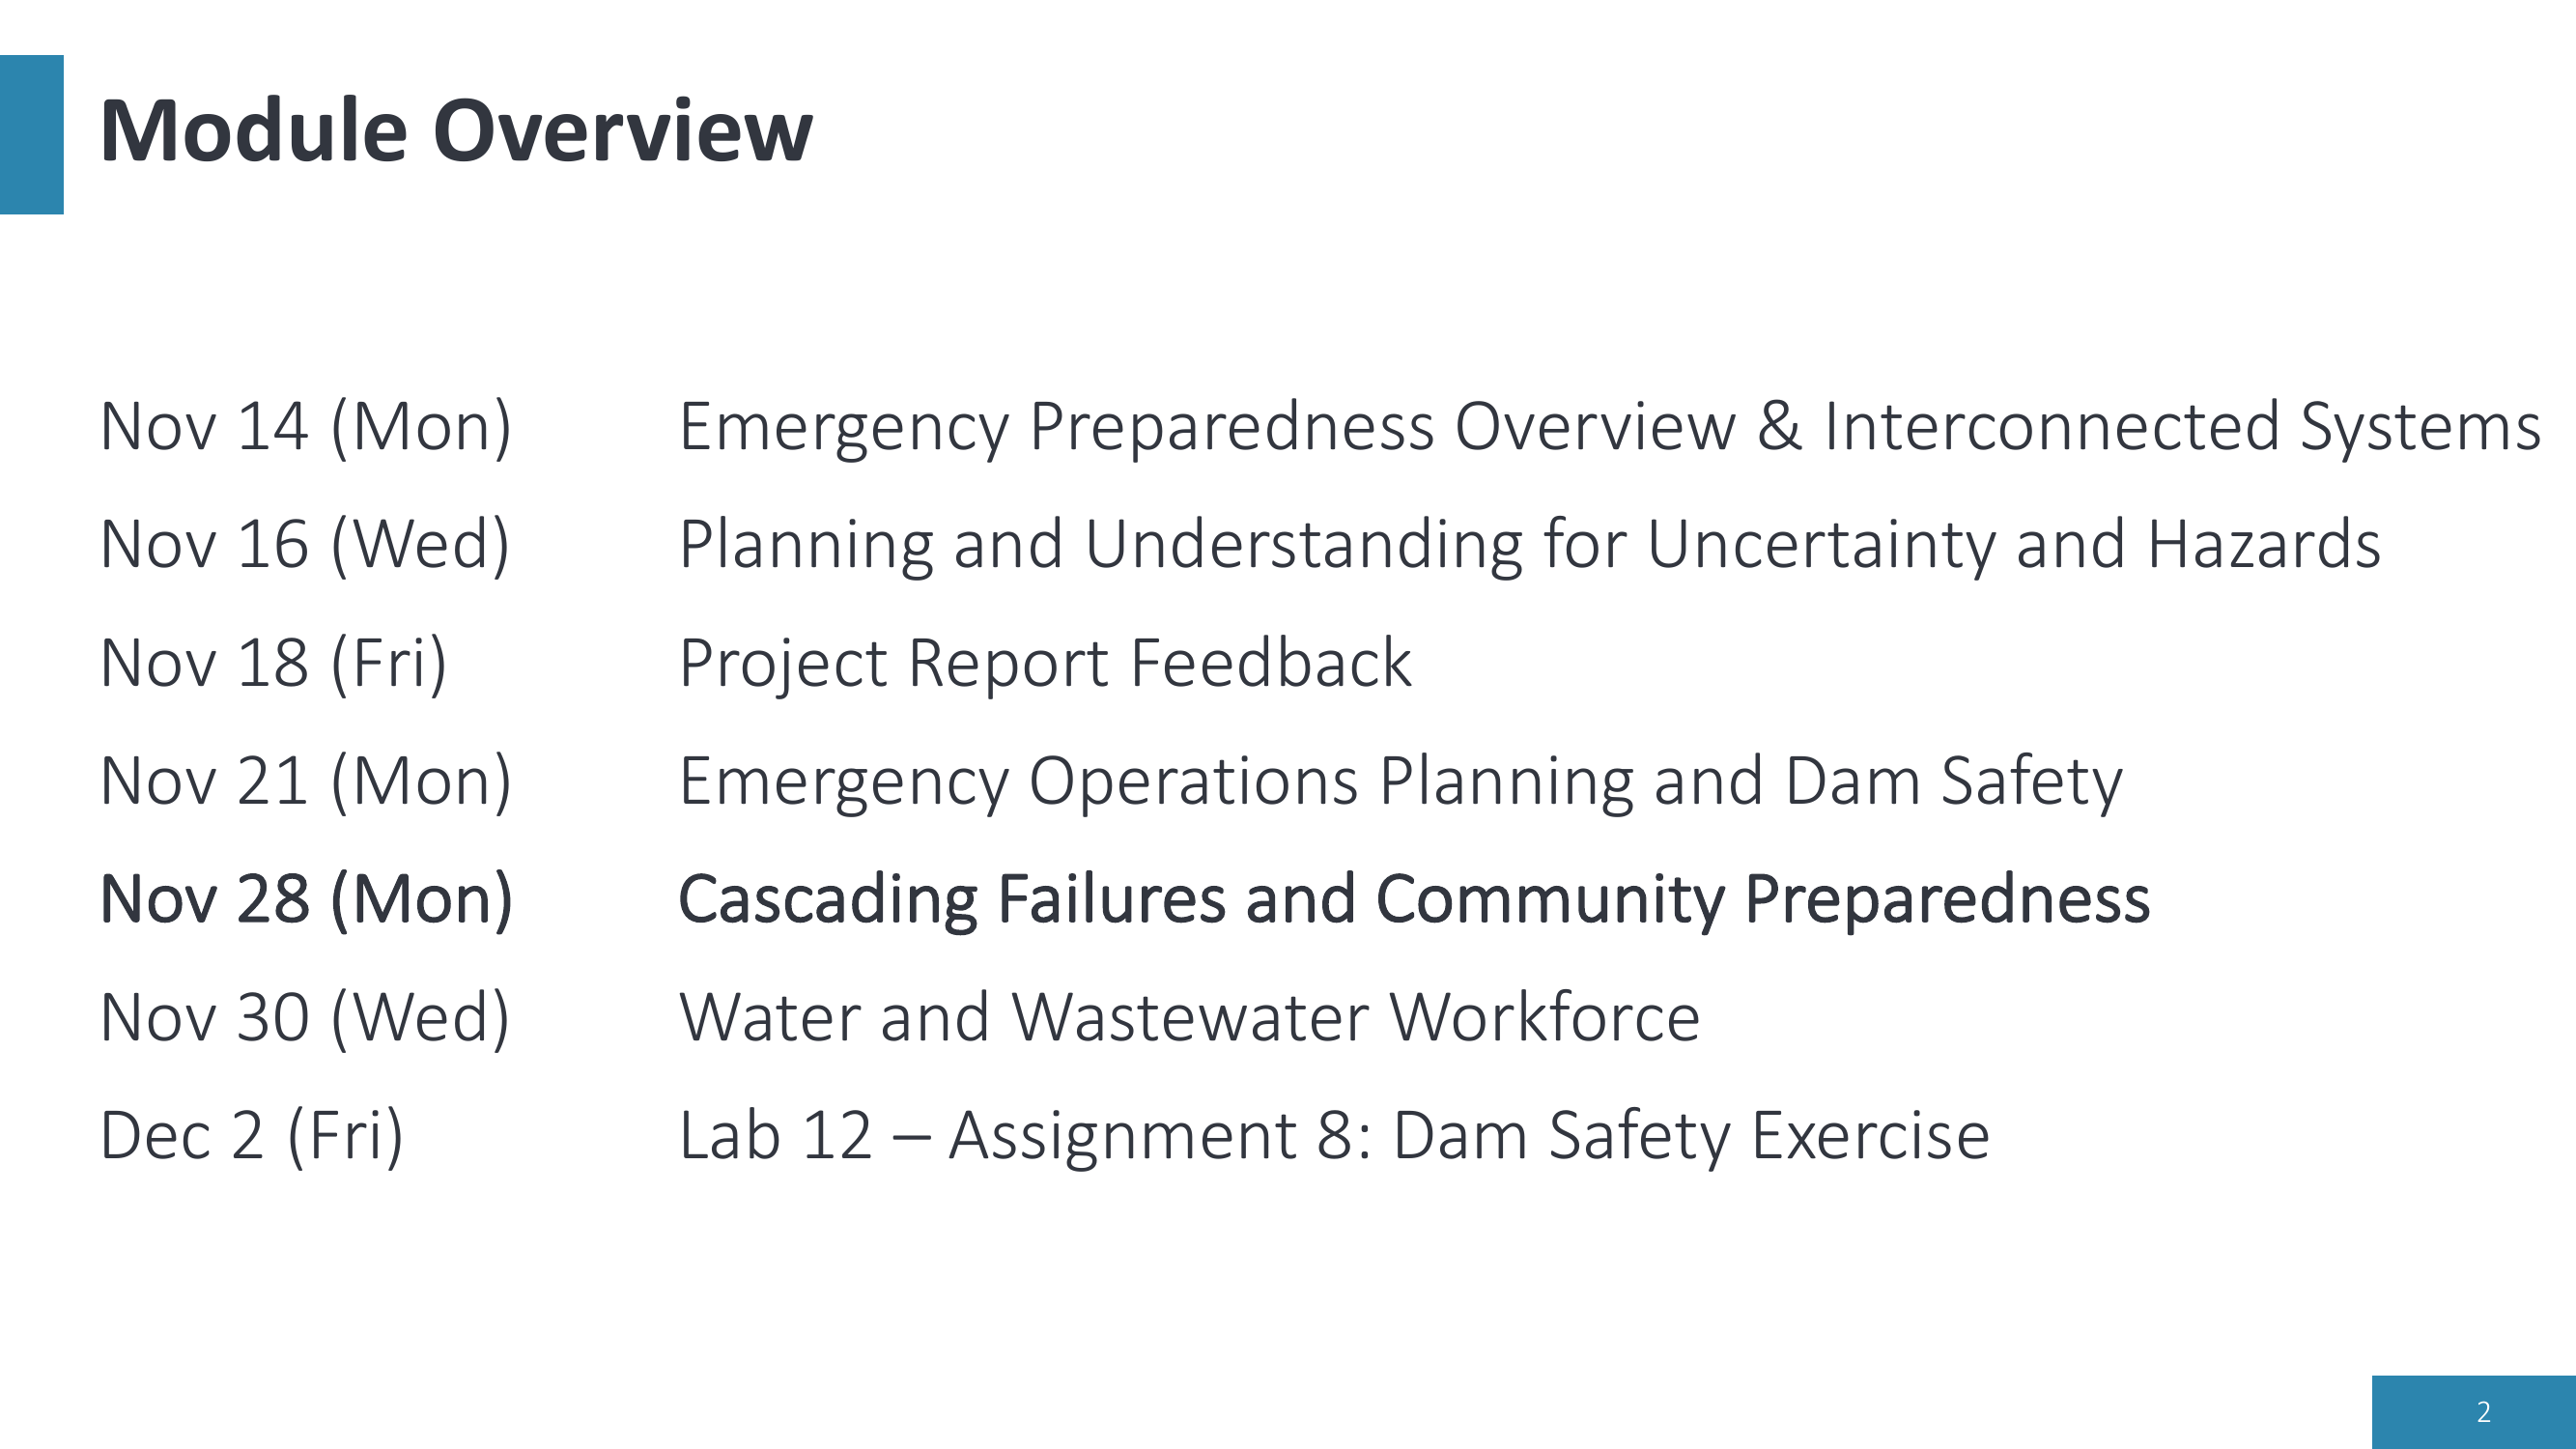 Module Overview
Nov 14 (Mon) Emergency Preparedness Overview & Interconnected Systems
Nov 16 (Wed) Planning and Understanding for Uncertainty and Hazards
Nov 18 (Fri) Project Report Feedback
Nov 21 (Mon) Emergency Operations Planning and Dam Safety
Nov 28 (Mon) Cascading Failures and Community Preparedness
Nov 30 (Wed) Water and Wastewater Workforce
Dec 2 (Fri) Lab 12 – Assignment 8: Dam Safety Exercise
2